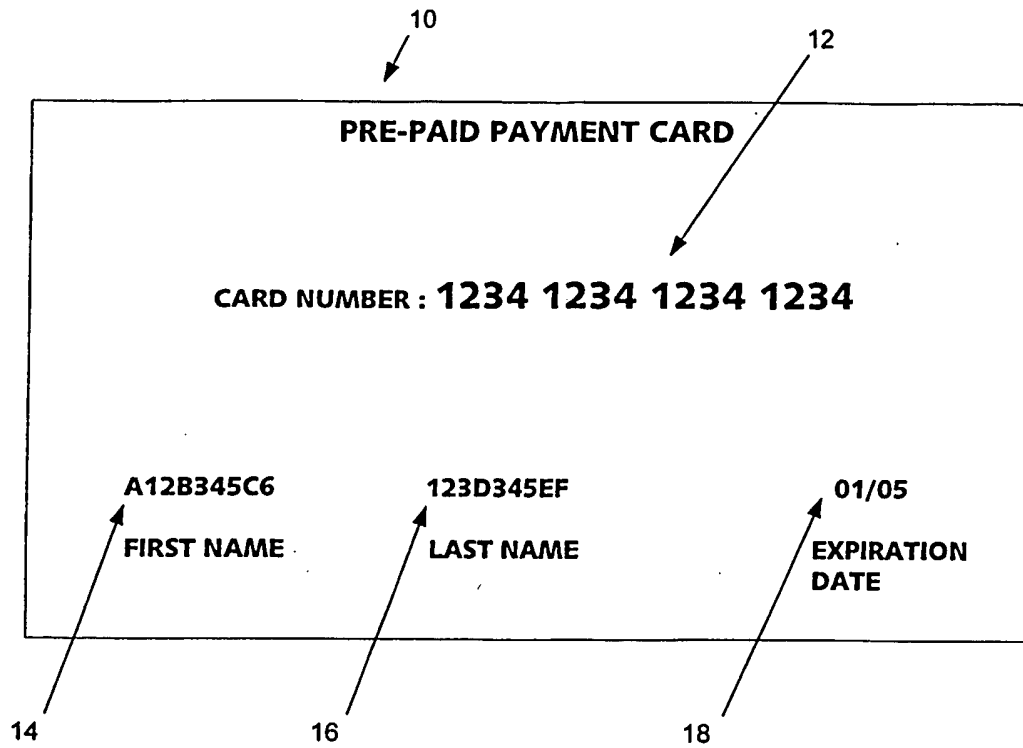 10
12
PRE-PAID PAYMENT CARD
CARD NUMBER : 1234 1234 1234 1234
A12B345C6 123D345EF 01/05
FIRST NAME LAST NAME EXPIRATION
DATE
14 16 18